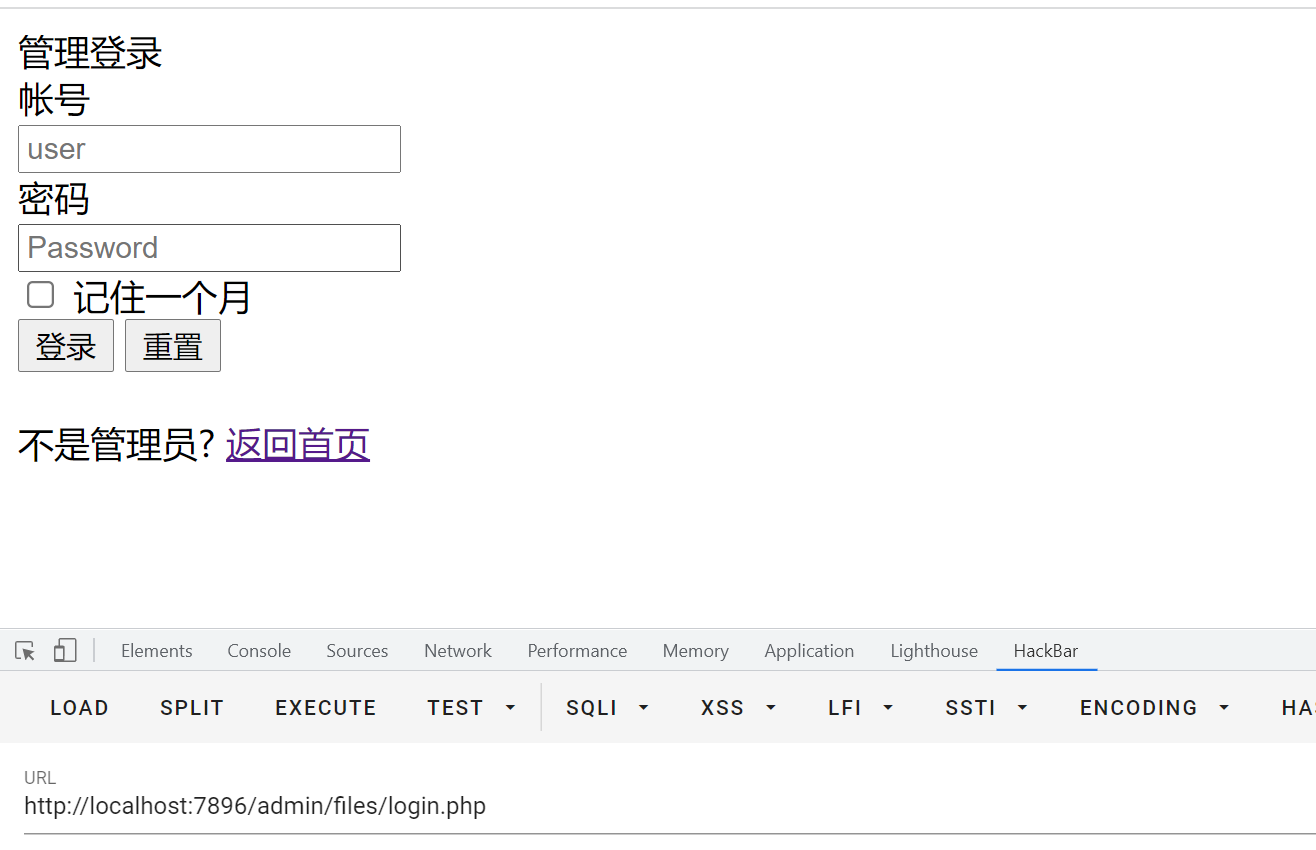 管理登录
帐号
user
密码
Password
记住一个月
登录 重置
不是管理员? 返回首页
Elements Console Sources Network Performance Memory Application Lighthouse HackBar
LOAD SPLIT EXECUTE TEST SQLI XSS LFI SSTI ENCODING HA
URL
http://localhost:7896/admin/files/login.php